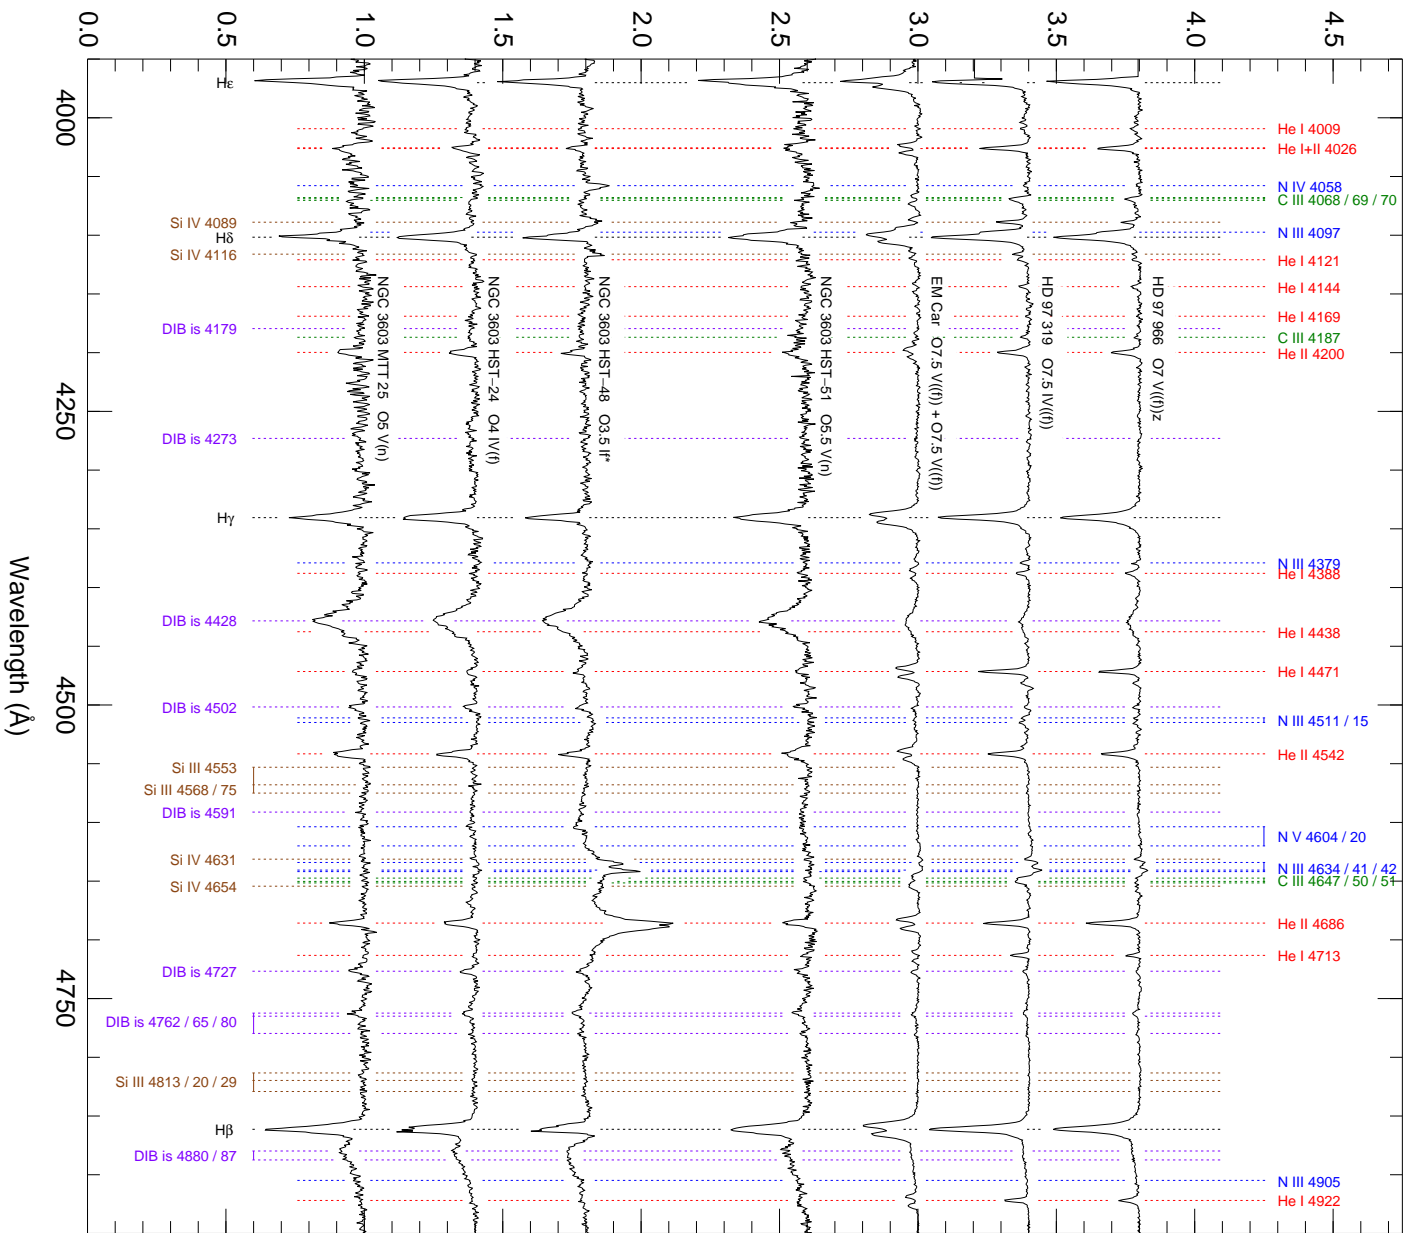 0.0
0.5
1.0
1.5
2.0
2.5
3.0
3.5
4.0
4.5
4000
4250
4500
4750
Wavelength (Å)
He I 4009
He I+II 4026
N IV 4058
C III 4068 / 69 / 70
N III 4097
He I 4121
He I 4144
He I 4169
C III 4187
He II 4200
N III 4379
He I 4388
He I 4438
He I 4471
N III 4511 / 15
He II 4542
N V 4604 / 20
N III 4634 / 41 / 42
C III 4647 / 50 / 51
He II 4686
He I 4713
N III 4905
He I 4922
Hε
Si IV 4089
Hδ
Si IV 4116
DIB is 4179
DIB is 4273
Hγ
DIB is 4428
DIB is 4502
Si III 4553
Si III 4568 / 75
DIB is 4591
Si IV 4631
Si IV 4654
DIB is 4727
DIB is 4762 / 65 / 80
Si III 4813 / 20 / 29
Hβ
DIB is 4880 / 87
HD 97 966 O7 V((f))z
HD 97 319 O7.5 IV((f))
EM Car O7.5 V((f)) + O7.5 V((f))
NGC 3603 HST−51 O5.5 V(n)
NGC 3603 HST−48 O3.5 If*
NGC 3603 HST−24 O4 IV(f)
NGC 3603 MTT 25 O5 V(n)